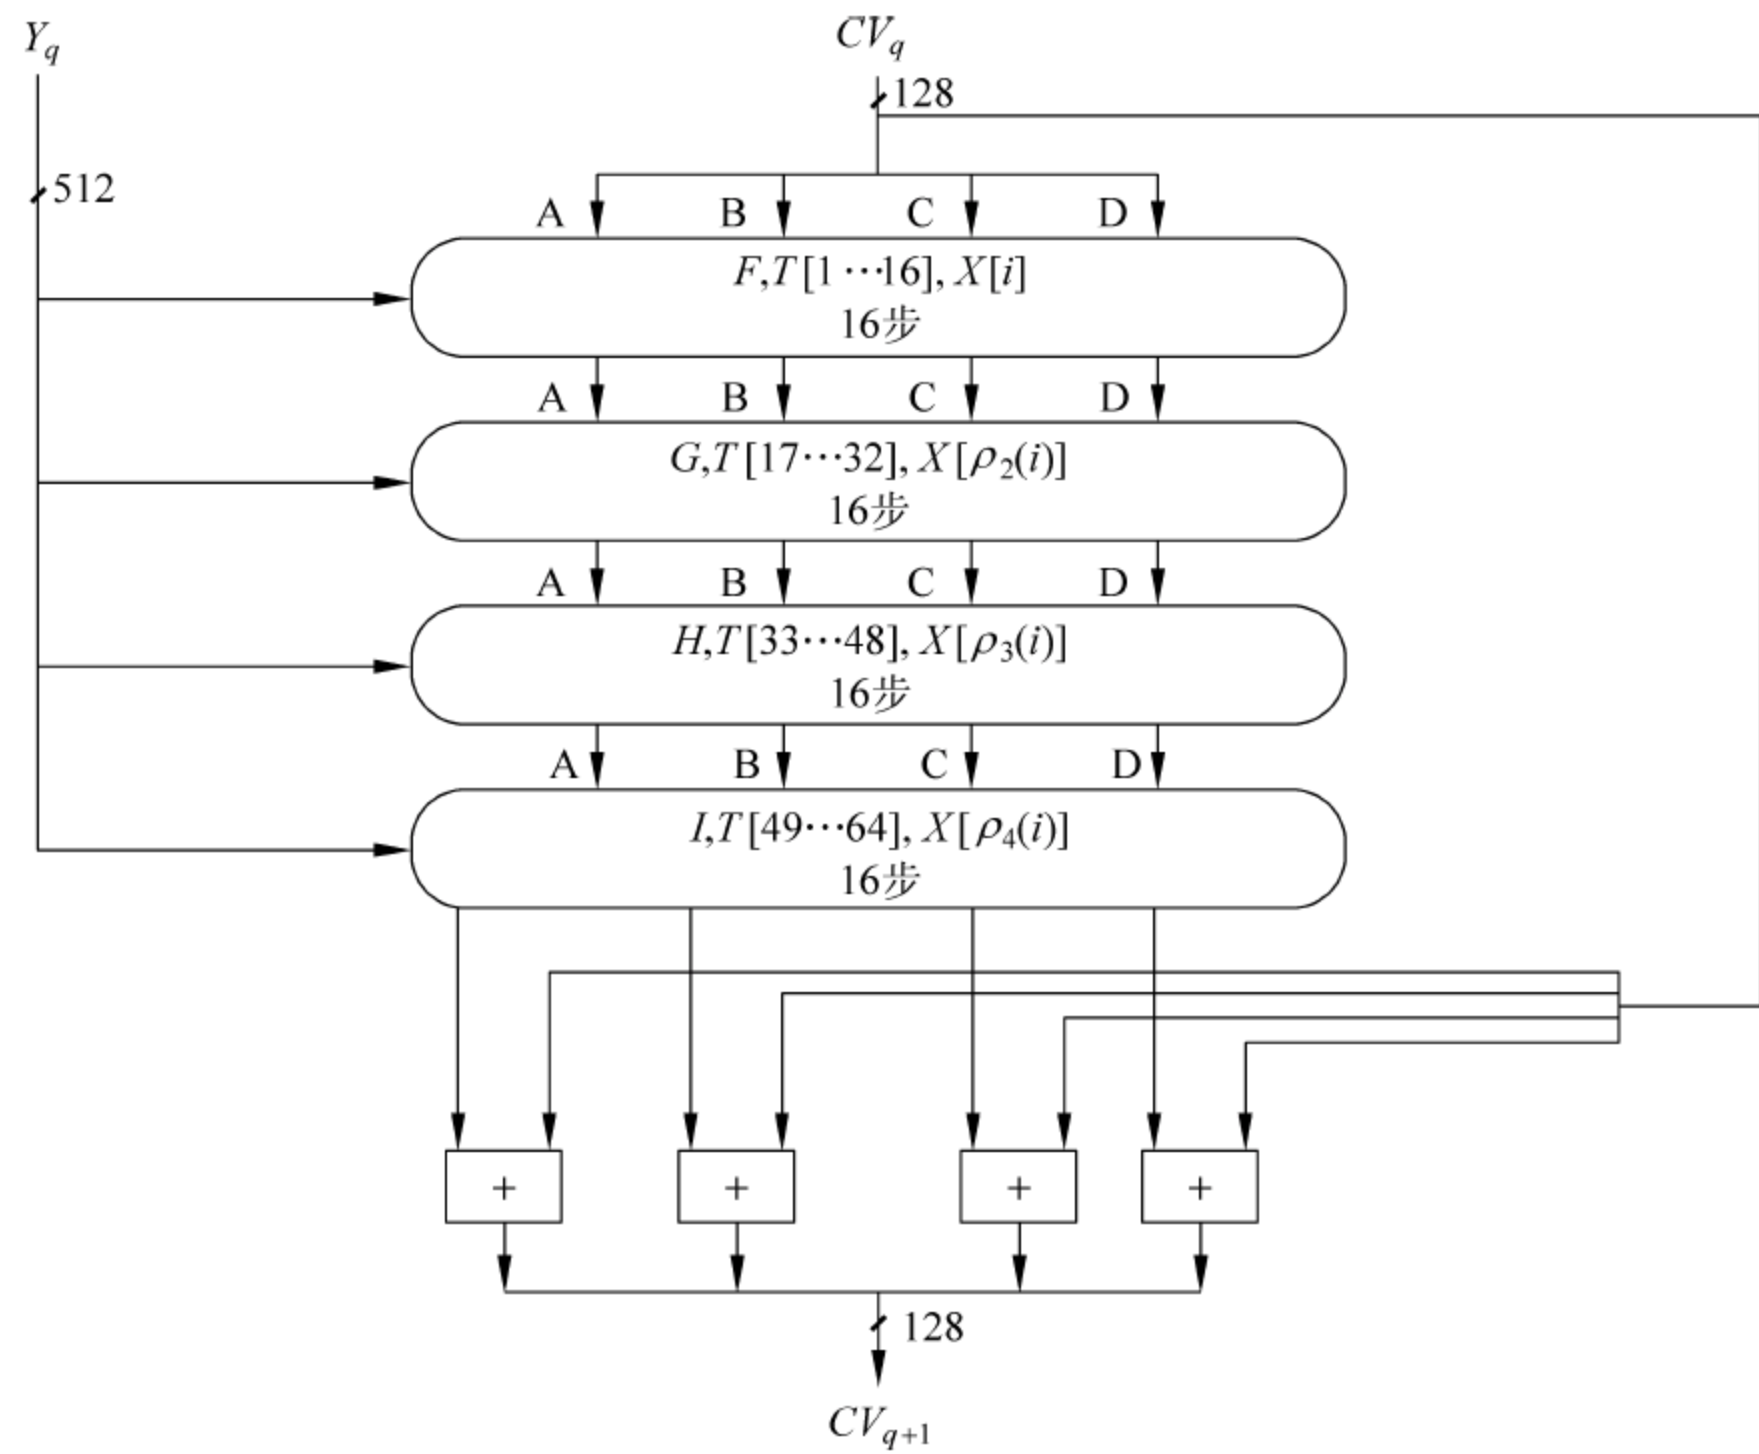 Y_q CV_q
128
512
A B C D
F,T[1…16], X[i]
16步
A B C D
G,T[17…32], X[ρ₂(i)]
16步
A B C D
H,T[33…48], X[ρ₃(i)]
16步
A B C D
I,T[49…64], X[ρ₄(i)]
16步
+ + + +
128
CV_{q+1}